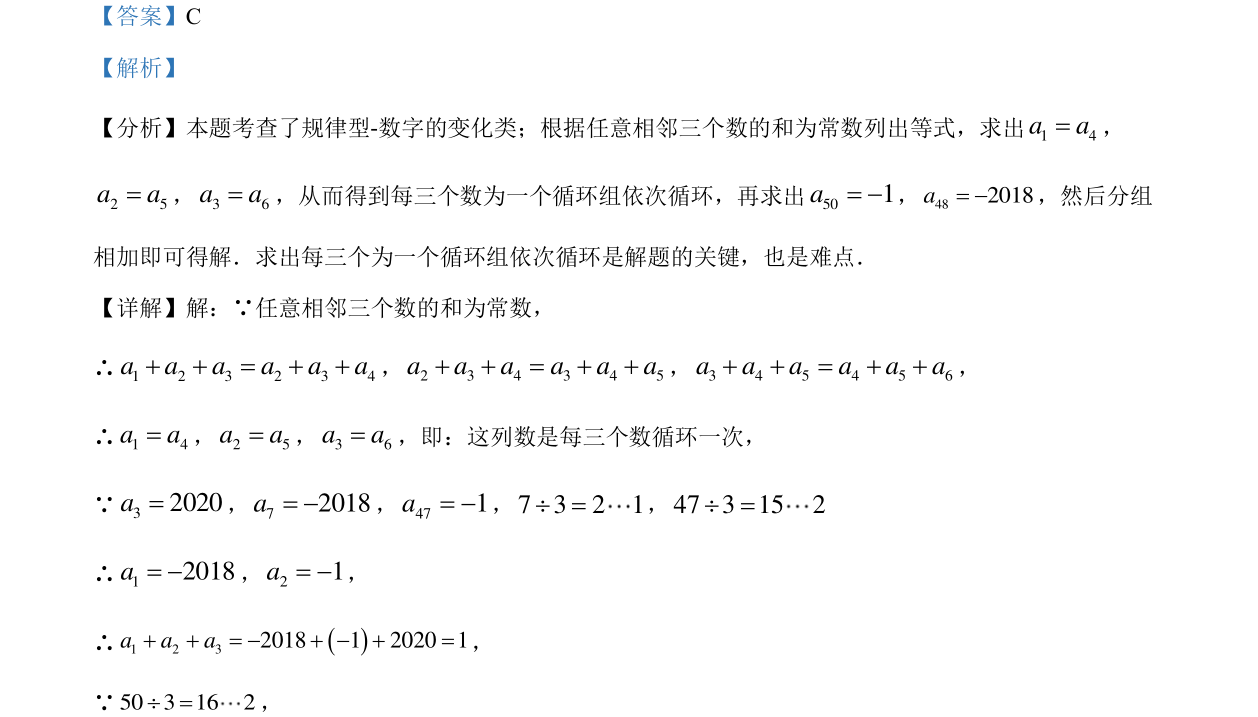 【答案】C
【解析】
【分析】本题考查了规律型-数字的变化类；根据任意相邻三个数的和为常数列出等式，求出a₁＝a₄，
a₂＝a₅，a₃＝a₆，从而得到每三个数为一个循环组依次循环，再求出a₅₀＝−1，a₄₈＝−2018，然后分组
相加即可得解．求出每三个为一个循环组依次循环是解题的关键，也是难点．
【详解】解：∵任意相邻三个数的和为常数，
∴a₁+a₂+a₃=a₂+a₃+a₄，a₂+a₃+a₄=a₃+a₄+a₅，a₃+a₄+a₅=a₄+a₅+a₆，
∴a₁=a₄，a₂=a₅，a₃=a₆，即：这列数是每三个数循环一次，
∵a₃=2020，a₇=−2018，a₄₇=−1，7÷3=2⋯1，47÷3=15⋯2
∴a₁=−2018，a₂=−1，
∴a₁+a₂+a₃=−2018+(−1)+2020=1，
∵50÷3=16⋯2，